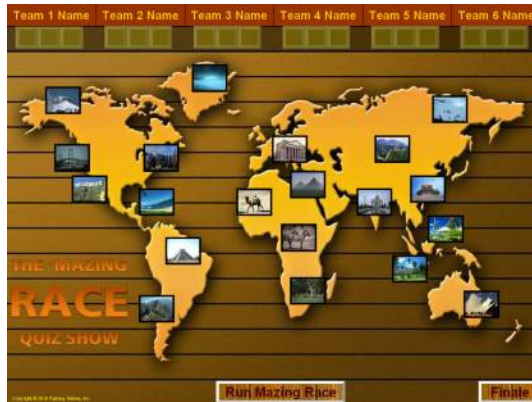 Team 1 Name
Team 2 Name
Team 3 Name
Team 4 Name
Team 5 Name
Team 6 Name
THE MAZING
RACE
QUIZ SHOW
Run Mazing Race
Finale